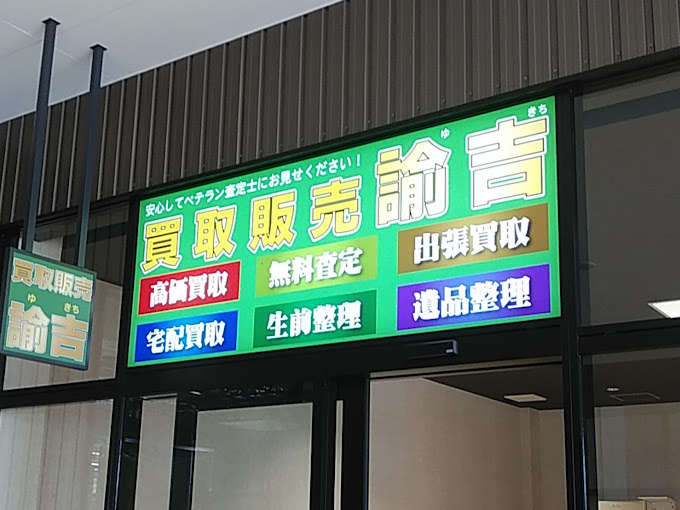 安心してベテラン査定士にお見せください!
買取販売
ゆ きち
諭吉
高価買取
無料査定
出張買取
宅配買取
生前整理
遺品整理
買取販売
ゆ きち
諭吉